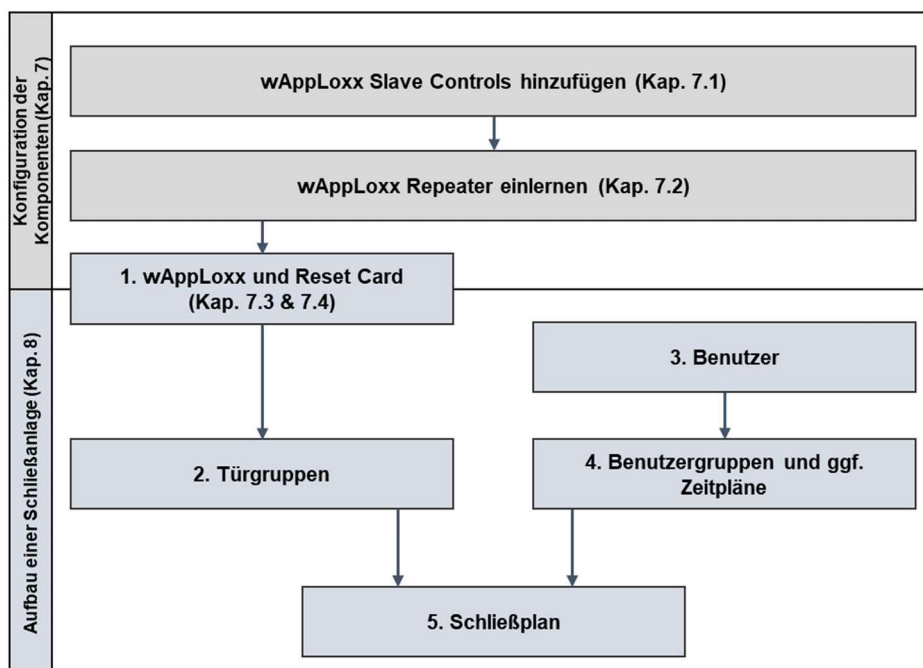 Konfiguration der
Komponenten (Kap. 7)
wAppLoxx Slave Controls hinzufügen (Kap. 7.1)
wAppLoxx Repeater einlernen (Kap. 7.2)
1. wAppLoxx und Reset Card
(Kap. 7.3 & 7.4)
Aufbau einer Schließanlage (Kap. 8)
3. Benutzer
2. Türgruppen
4. Benutzergruppen und ggf.
Zeitpläne
5. Schließplan